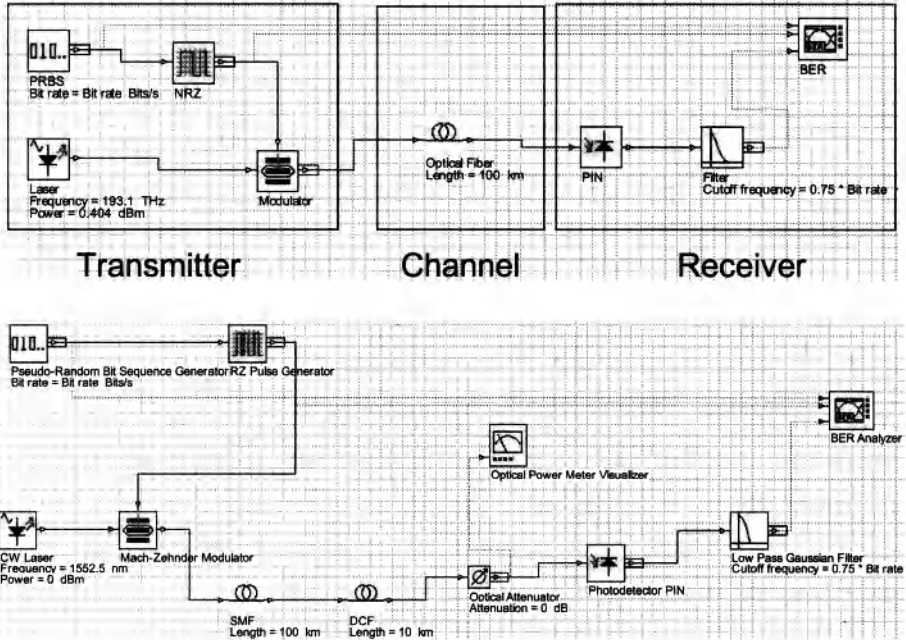 010..
PRBS
Bit rate = Bit rate Bits/s
NRZ
BER
Laser
Frequency = 193.1 THz
Power = 0.404 dBm
Modulator
Optical Fiber
Length = 100 km
PIN
Filter
Cutoff frequency = 0.75 * Bit rate
Transmitter
Channel
Receiver
010..
Pseudo-Random Bit Sequence Generator
Bit rate = Bit rate Bits/s
RZ Pulse Generator
BER Analyzer
Optical Power Meter Visualizer
CW Laser
Frequency = 1552.5 nm
Power = 0 dBm
Mach-Zehnder Modulator
SMF
Length = 100 km
DCF
Length = 10 km
Optical Attenuator
Attenuation = 0 dB
Photodetector PIN
Low Pass Gaussian Filter
Cutoff frequency = 0.75 * Bit rate